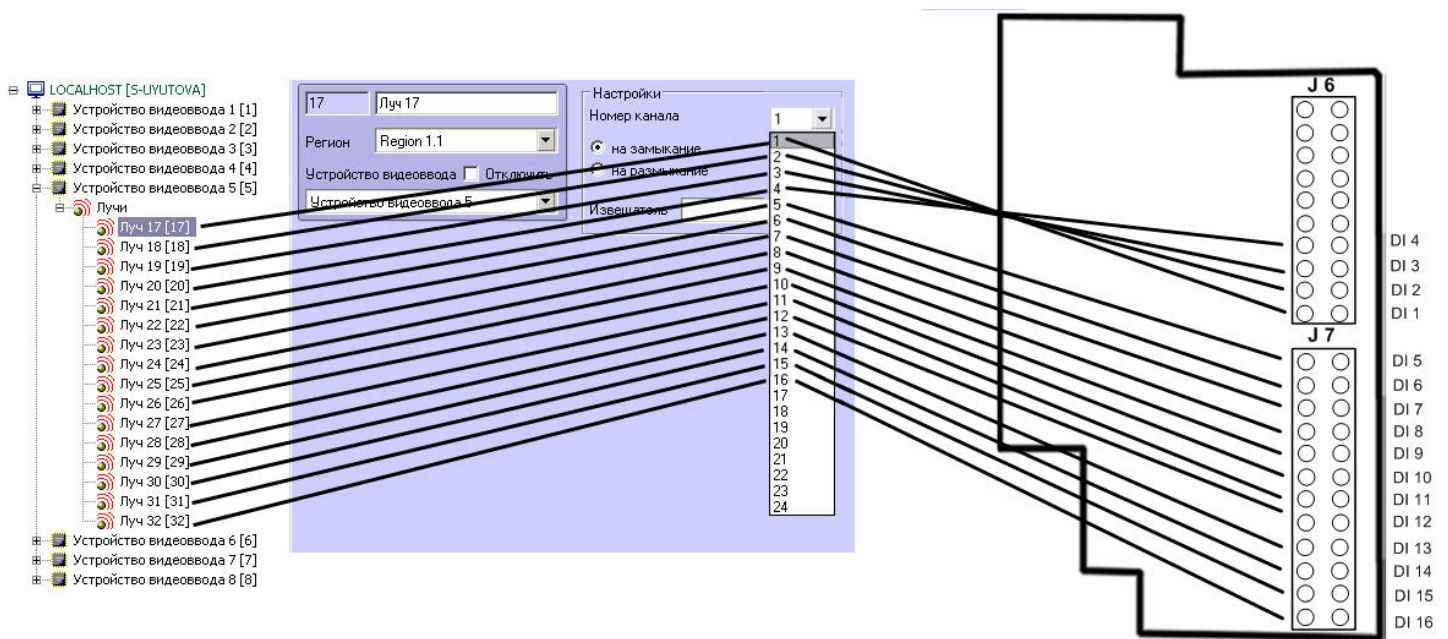 LOCALHOST [S-UYUTOVA]
Устройство видеоввода 1 [1]
Устройство видеоввода 2 [2]
Устройство видеоввода 3 [3]
Устройство видеоввода 4 [4]
Устройство видеоввода 5 [5]
Лучи
Луч 17 [17]
Луч 18 [18]
Луч 19 [19]
Луч 20 [20]
Луч 21 [21]
Луч 22 [22]
Луч 23 [23]
Луч 24 [24]
Луч 25 [25]
Луч 26 [26]
Луч 27 [27]
Луч 28 [28]
Луч 29 [29]
Луч 30 [30]
Луч 31 [31]
Луч 32 [32]
Устройство видеоввода 6 [6]
Устройство видеоввода 7 [7]
Устройство видеоввода 8 [8]
17
Луч 17
Регион
Region 1.1
Устройство видеоввода
Отключить
Устройство видеоввода 5
Настройки
Номер канала
1
на замыкание
на размыкание
Извещатель
1
2
3
4
5
6
7
8
9
10
11
12
13
14
15
16
17
18
19
20
21
22
23
24
J 6
DI 4
DI 3
DI 2
DI 1
J 7
DI 5
DI 6
DI 7
DI 8
DI 9
DI 10
DI 11
DI 12
DI 13
DI 14
DI 15
DI 16